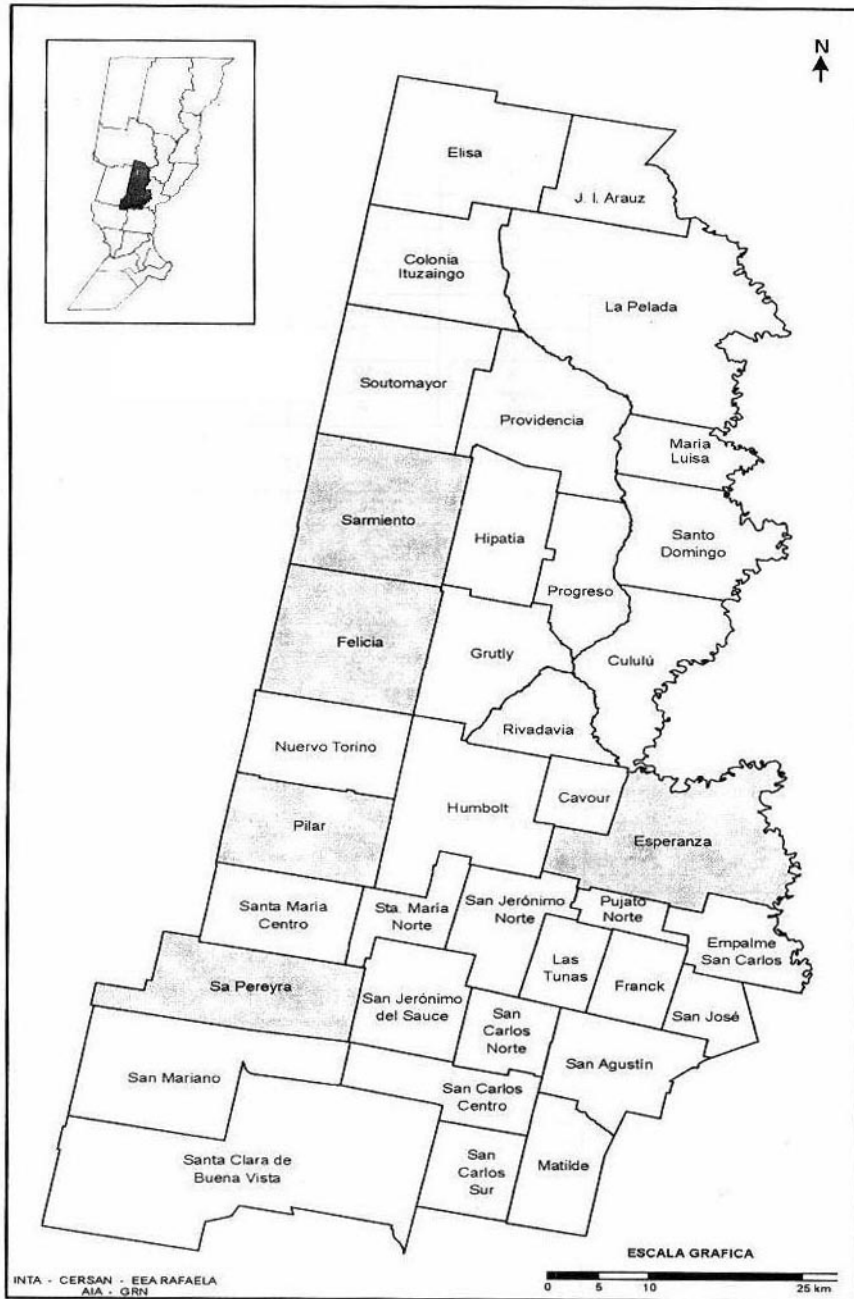 N
Elisa
J. I. Arauz
Colonia
Ituzaingo
La Pelada
Soutomayor
Providencia
Maria
Luisa
Sarmiento
Hipatia
Santo
Domingo
Progreso
Felicia
Grutly
Cululú
Rivadavia
Nuervo Torino
Humbolt
Cavour
Pilar
Esperanza
Santa Maria
Centro
Sta. María
Norte
San Jerónimo
Norte
Pujato
Norte
Empalme
San Carlos
Las
Tunas
Franck
Sa Pereyra
San Jerónimo
del Sauce
San
Carlos
Norte
San José
San Agustín
San Mariano
San Carlos
Centro
Santa Clara de
Buena Vista
San
Carlos
Sur
Matilde
ESCALA GRAFICA
0 5 10 25 km
INTA - CERSAN - EEA RAFAELA
AIA - GRN